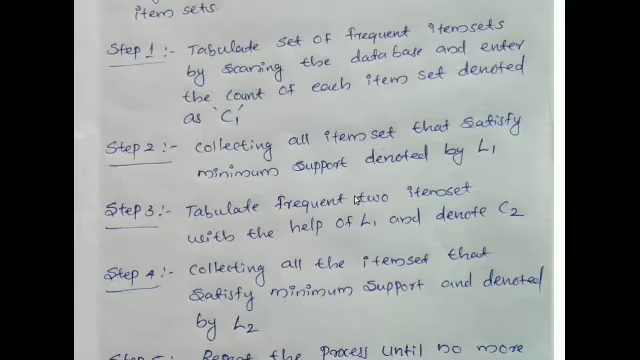 item sets.
Step 1 :- Tabulate set of frequent itemsets
by scaning the database and enter
the count of each item set denoted
as 'C1'
Step 2 :- Collecting all itemset that satisfy
minimum support denoted by L1
Step 3 :- Tabulate frequent two itemset
with the help of L1 and denote C2
Step 4 :- Collecting all the itemset that
satisfy minimum support and denoted
by L2
Repeat the process until no more